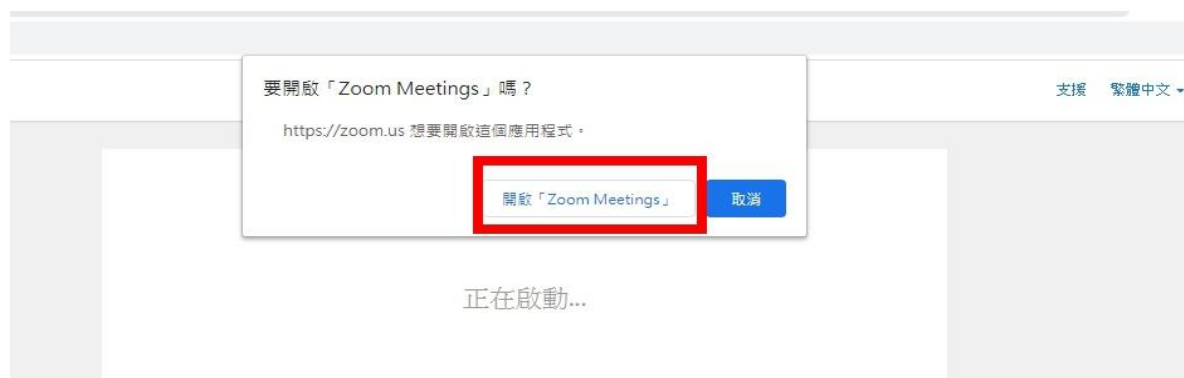 要開啟「Zoom Meetings」嗎？
支援 繁體中文
https://zoom.us 想要開啟這個應用程式。
開啟「Zoom Meetings」 取消
正在啟動...